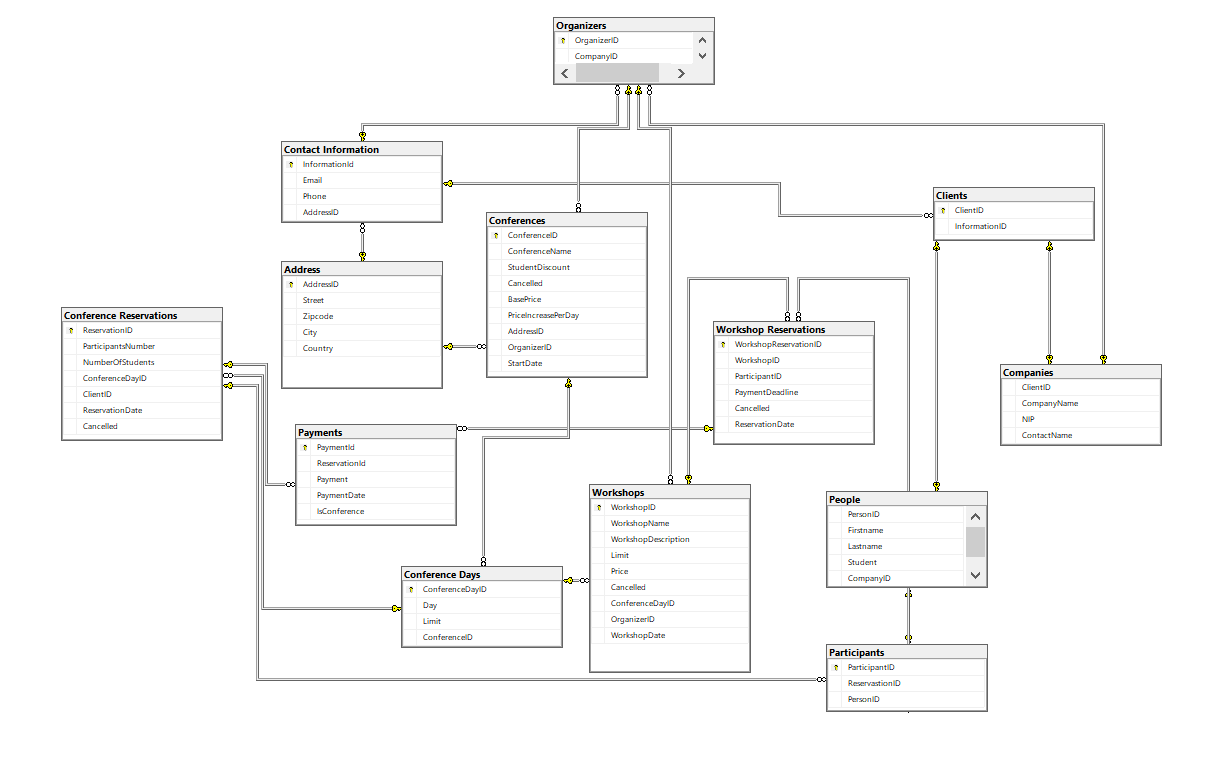 Organizers
OrganizerID
CompanyID
Contact Information
InformationId
Email
Phone
AddressID
Clients
ClientID
InformationID
Conferences
ConferenceID
ConferenceName
StudentDiscount
Cancelled
BasePrice
PriceIncreasePerDay
AddressID
OrganizerID
StartDate
Address
AddressID
Street
Zipcode
City
Country
Conference Reservations
ReservationID
ParticipantsNumber
NumberOfStudents
ConferenceDayID
ClientID
ReservationDate
Cancelled
Workshop Reservations
WorkshopReservationID
WorkshopID
ParticipantID
PaymentDeadline
Cancelled
ReservationDate
Companies
ClientID
CompanyName
NIP
ContactName
Payments
PaymentId
ReservationId
Payment
PaymentDate
IsConference
Workshops
WorkshopID
WorkshopName
WorkshopDescription
Limit
Price
Cancelled
ConferenceDayID
OrganizerID
WorkshopDate
People
PersonID
Firstname
Lastname
Student
CompanyID
Conference Days
ConferenceDayID
Day
Limit
ConferenceID
Participants
ParticipantID
ReservastionID
PersonID